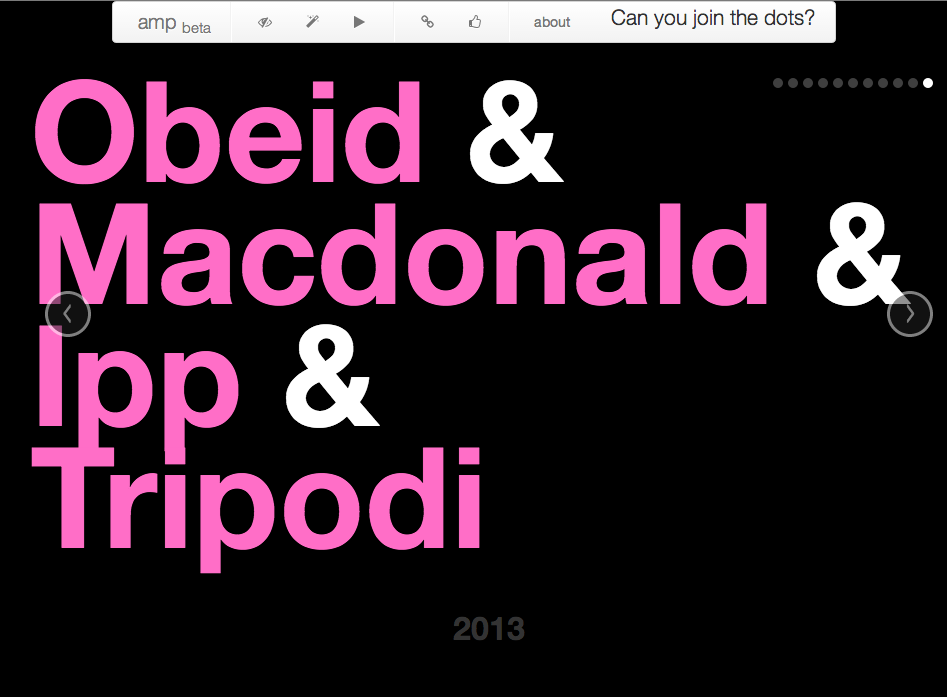 amp beta about Can you join the dots?
Obeid &
Macdonald &
Ipp &
Tripodi
2013